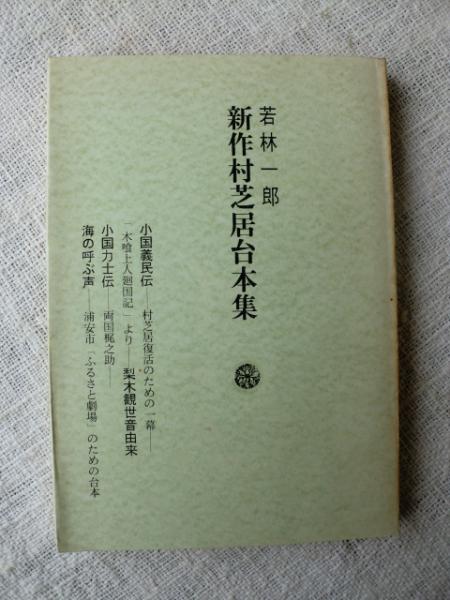 若林一郎
新作村芝居台本集
小国義民伝――村芝居復活のための一幕――
「木喰上人廻国記」より――梨木観世音由来
小国力士伝――両国梶之助――
海の呼ぶ声――浦安市「ふるさと劇場」のための台本